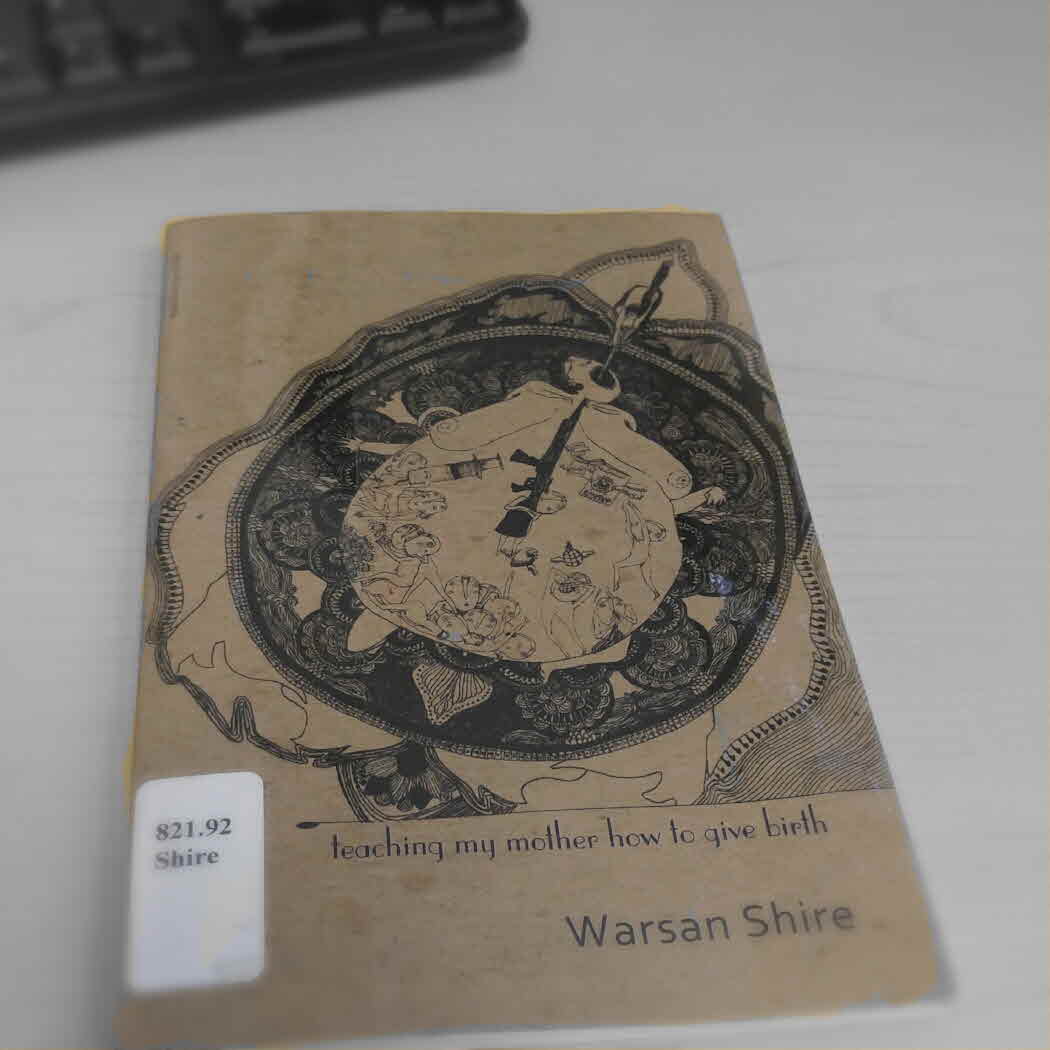 821.92
Shire
teaching my mother how to give birth
Warsan Shire